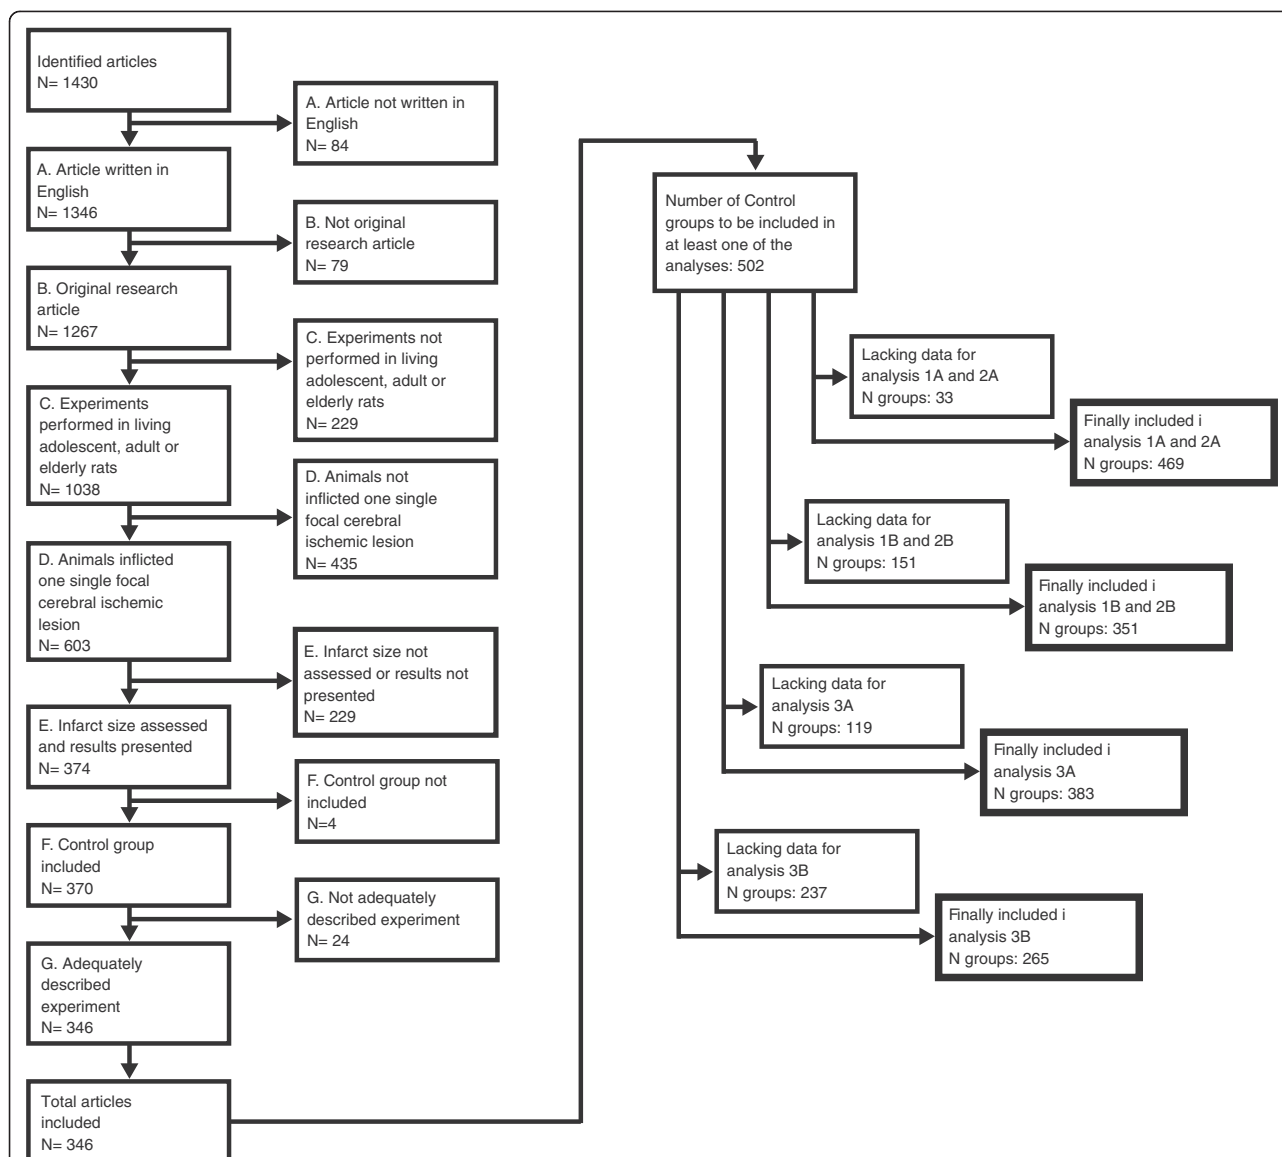 Identified articles
N= 1430
A. Article not written in
English
N= 84
A. Article written in
English
N= 1346
B. Not original
research article
N= 79
B. Original research
article
N= 1267
C. Experiments not
performed in living
adolescent, adult or
elderly rats
N= 229
C. Experiments
performed in living
adolescent, adult or
elderly rats
N= 1038
D. Animals not
inflicted one single
focal cerebral
ischemic lesion
N= 435
D. Animals inflicted
one single focal
cerebral ischemic
lesion
N= 603
E. Infarct size not
assessed or results not
presented
N= 229
E. Infarct size assessed
and results presented
N= 374
F. Control group not
included
N=4
F. Control group
included
N= 370
G. Not adequately
described experiment
N= 24
G. Adequately
described
experiment
N= 346
Total articles
included
N= 346
Number of Control
groups to be included in
at least one of the
analyses: 502
Lacking data for
analysis 1A and 2A
N groups: 33
Finally included i
analysis 1A and 2A
N groups: 469
Lacking data for
analysis 1B and 2B
N groups: 151
Finally included i
analysis 1B and 2B
N groups: 351
Lacking data for
analysis 3A
N groups: 119
Finally included i
analysis 3A
N groups: 383
Lacking data for
analysis 3B
N groups: 237
Finally included i
analysis 3B
N groups: 265